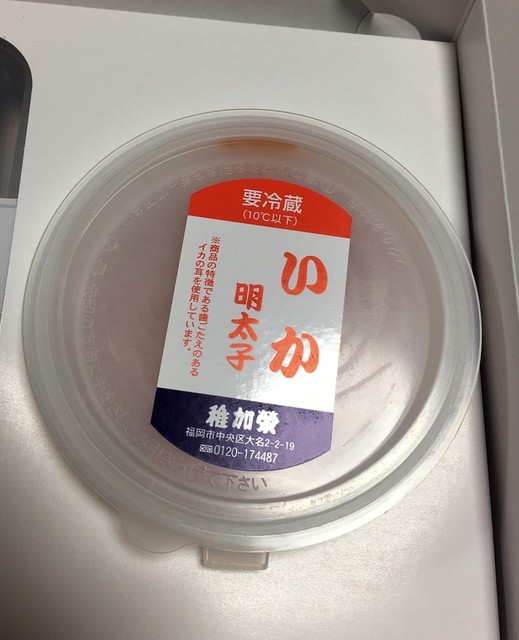 要冷蔵
(10℃以下)
いか
明太子
※商品の特徴である歯ごたえのある
イカの耳を使用しています。
稚加榮
福岡市中央区大名2-2-19
0120-174487